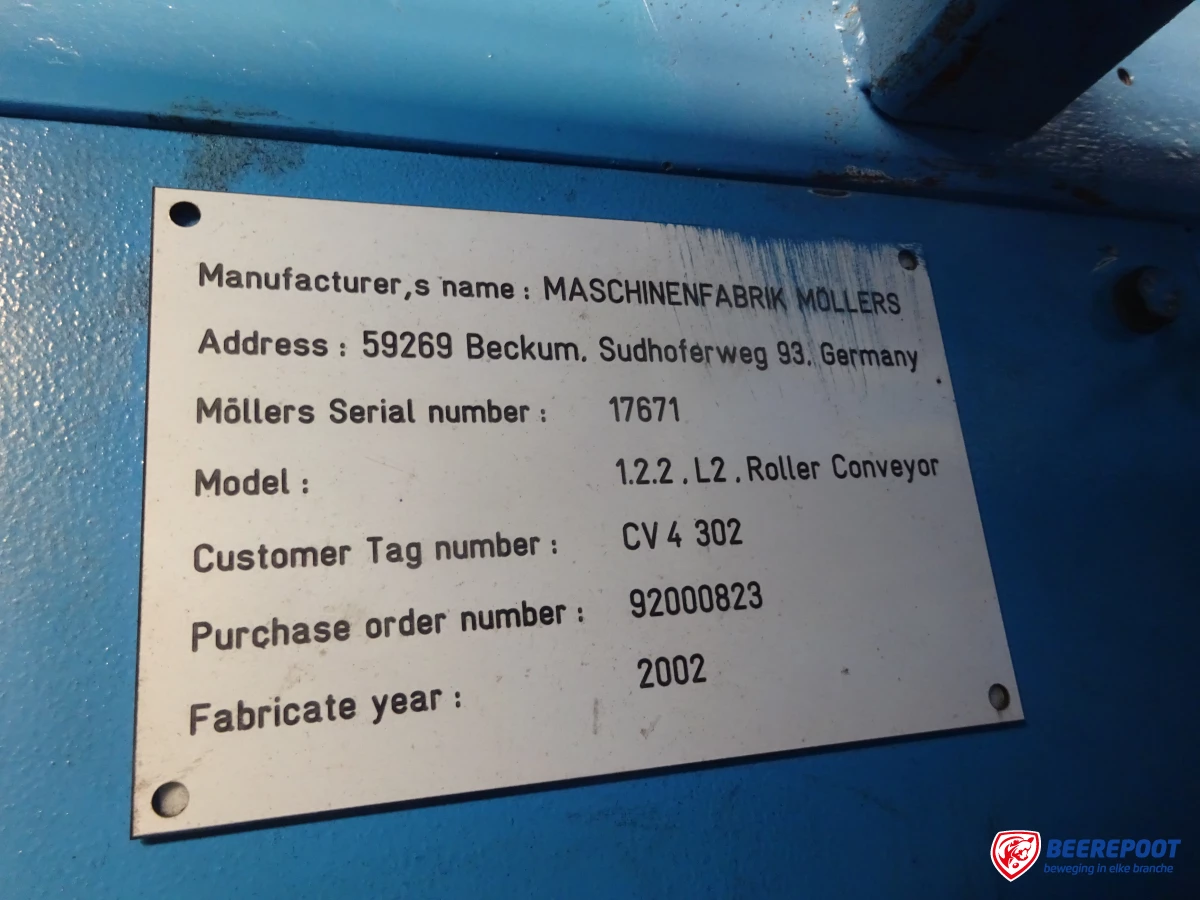 Manufacturer,s name : MASCHINENFABRIK MÖLLERS
Address : 59269 Beckum. Sudhoferweg 93. Germany
Möllers Serial number : 17671
Model : 1.2.2 . L2 . Roller Conveyor
Customer Tag number : CV 4 302
Purchase order number : 92000823
Fabricate year : 2002
BEEREPOOT
beweging in elke branche